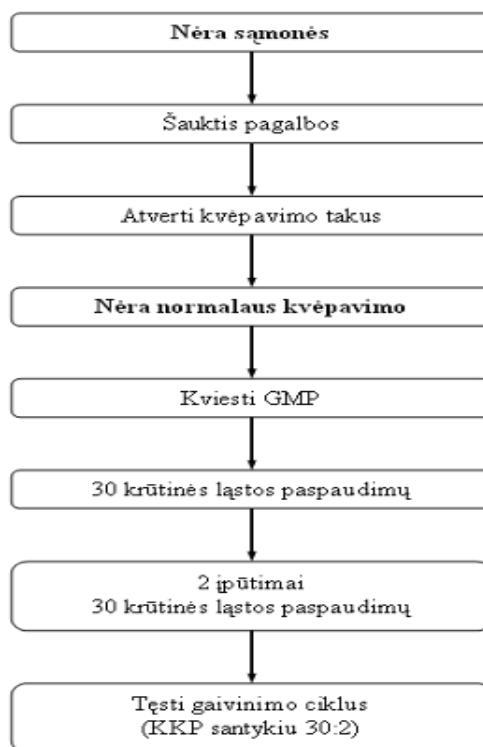 Nėra sąmonės
Šauktis pagalbos
Atverti kvėpavimo takus
Nėra normalaus kvėpavimo
Kviesti GMP
30 krūtinės ląstos paspaudimų
2 įpūtimai
30 krūtinės ląstos paspaudimų
Tęsti gaivinimo ciklus
(KKP santykiu 30:2)